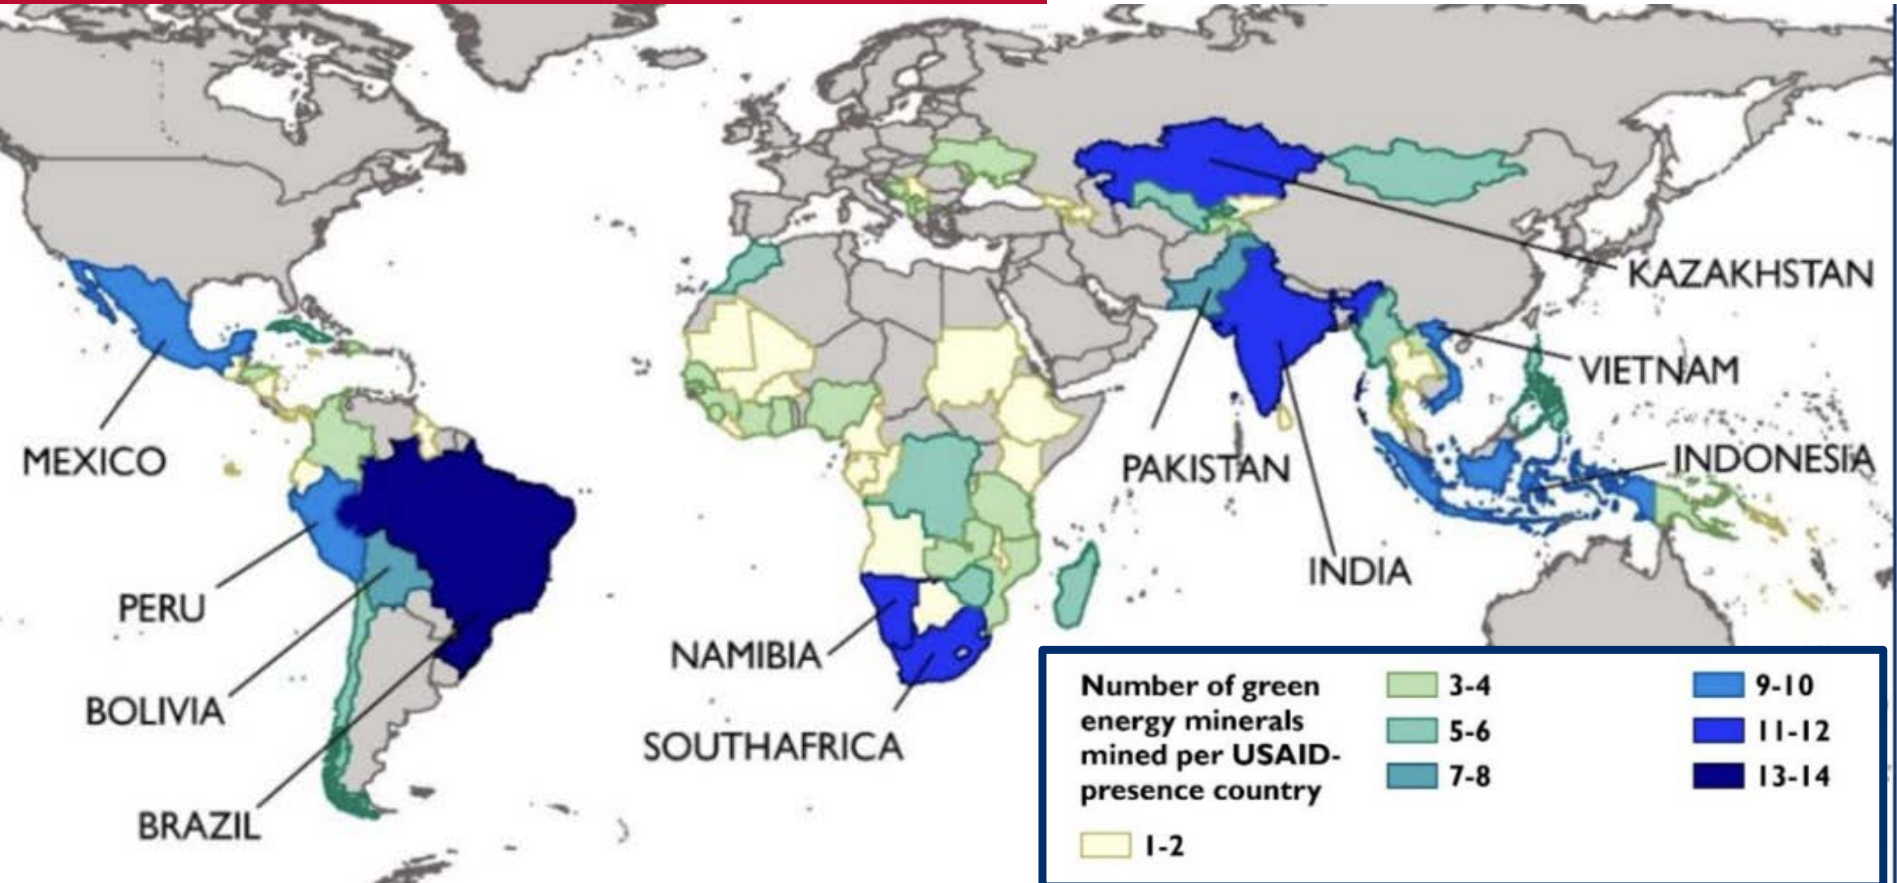 KAZAKHSTAN
VIETNAM
MEXICO
PAKISTAN
INDONESIA
INDIA
PERU
NAMIBIA
BOLIVIA
SOUTHAFRICA
BRAZIL
Number of green
energy minerals
mined per USAID-
presence country
1-2
3-4
5-6
7-8
9-10
11-12
13-14